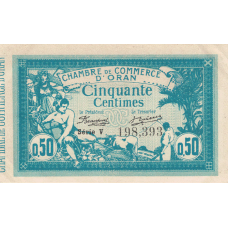 CHAMBRE DE COMMERCE
D'ORAN
Cinquante
Centimes
Le Président
Le Trésorier
Série V
198,393
0,50
0,50